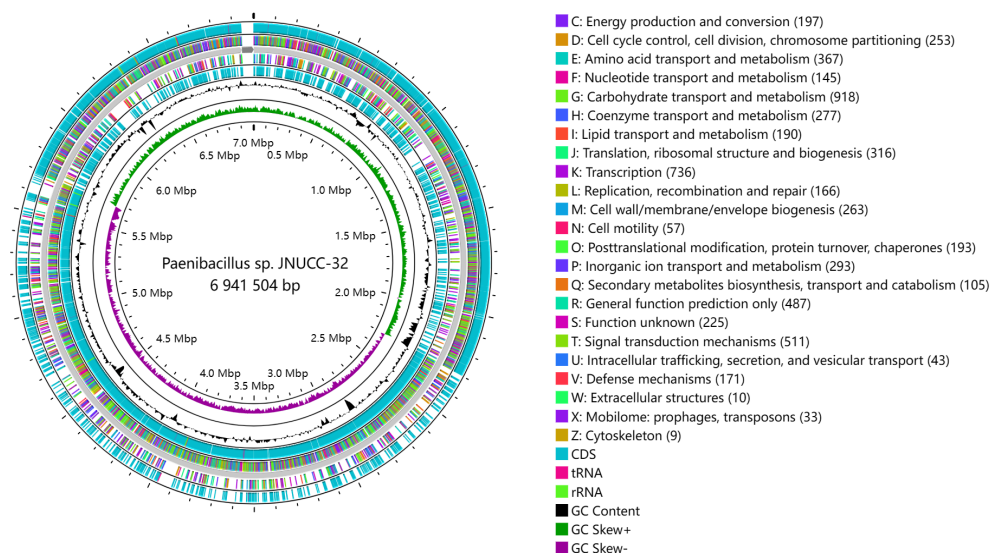 7.0 Mbp
6.5 Mbp
0.5 Mbp
6.0 Mbp
1.0 Mbp
5.5 Mbp
1.5 Mbp
Paenibacillus sp. JNUCC-32
6 941 504 bp
5.0 Mbp
2.0 Mbp
4.5 Mbp
2.5 Mbp
4.0 Mbp
3.0 Mbp
3.5 Mbp
C: Energy production and conversion (197)
D: Cell cycle control, cell division, chromosome partitioning (253)
E: Amino acid transport and metabolism (367)
F: Nucleotide transport and metabolism (145)
G: Carbohydrate transport and metabolism (918)
H: Coenzyme transport and metabolism (277)
I: Lipid transport and metabolism (190)
J: Translation, ribosomal structure and biogenesis (316)
K: Transcription (736)
L: Replication, recombination and repair (166)
M: Cell wall/membrane/envelope biogenesis (263)
N: Cell motility (57)
O: Posttranslational modification, protein turnover, chaperones (193)
P: Inorganic ion transport and metabolism (293)
Q: Secondary metabolites biosynthesis, transport and catabolism (105)
R: General function prediction only (487)
S: Function unknown (225)
T: Signal transduction mechanisms (511)
U: Intracellular trafficking, secretion, and vesicular transport (43)
V: Defense mechanisms (171)
W: Extracellular structures (10)
X: Mobilome: prophages, transposons (33)
Z: Cytoskeleton (9)
CDS
tRNA
rRNA
GC Content
GC Skew+
GC Skew-